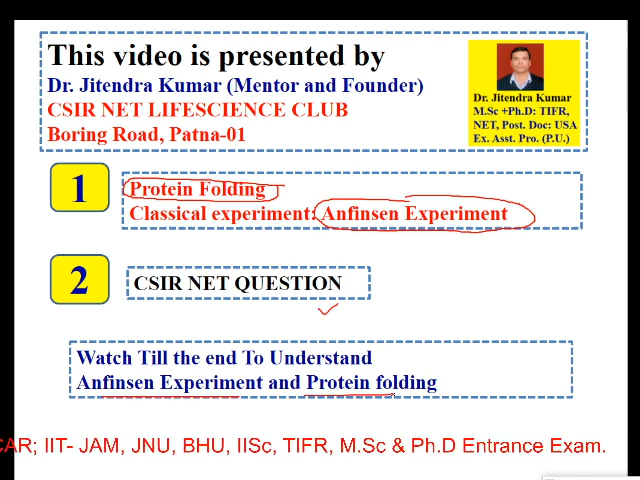 This video is presented by
Dr. Jitendra Kumar (Mentor and Founder)
CSIR NET LIFESCIENCE CLUB
Boring Road, Patna-01
Dr. Jitendra Kumar
M.Sc +Ph.D: TIFR,
NET, Post. Doc: USA
Ex. Asst. Pro. (P.U.)
1
Protein Folding
Classical experiment: Anfinsen Experiment
2
CSIR NET QUESTION
Watch Till the end To Understand
Anfinsen Experiment and Protein folding
CAR; IIT- JAM, JNU, BHU, IISc, TIFR, M.Sc & Ph.D Entrance Exam.